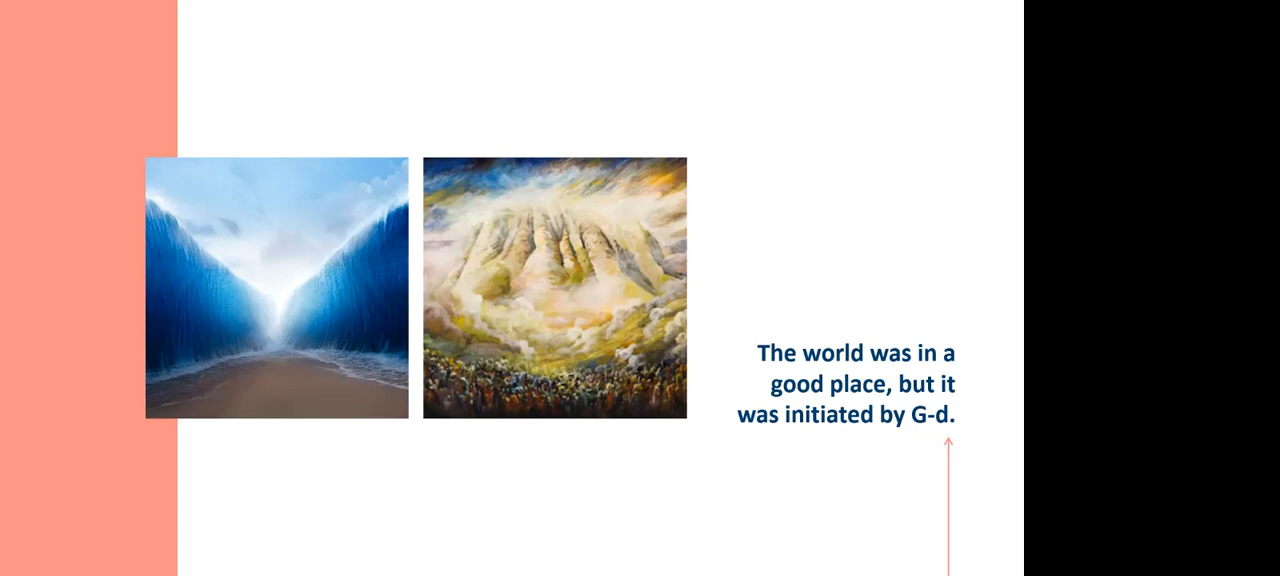 The world was in a
good place, but it
was initiated by G-d.